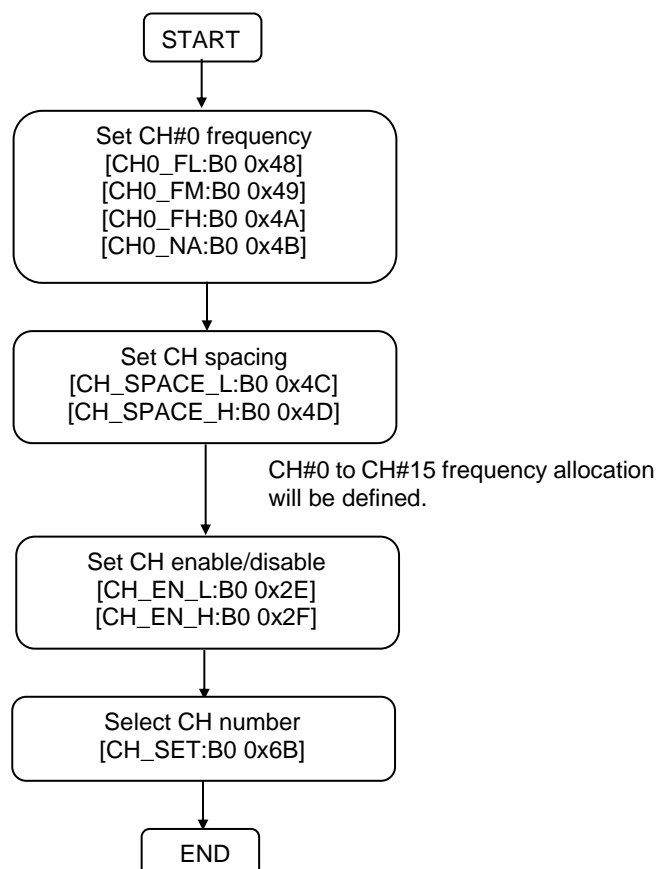 START
Set CH#0 frequency
[CH0_FL:B0 0x48]
[CH0_FM:B0 0x49]
[CH0_FH:B0 0x4A]
[CH0_NA:B0 0x4B]
Set CH spacing
[CH_SPACE_L:B0 0x4C]
[CH_SPACE_H:B0 0x4D]
CH#0 to CH#15 frequency allocation
will be defined.
Set CH enable/disable
[CH_EN_L:B0 0x2E]
[CH_EN_H:B0 0x2F]
Select CH number
[CH_SET:B0 0x6B]
END